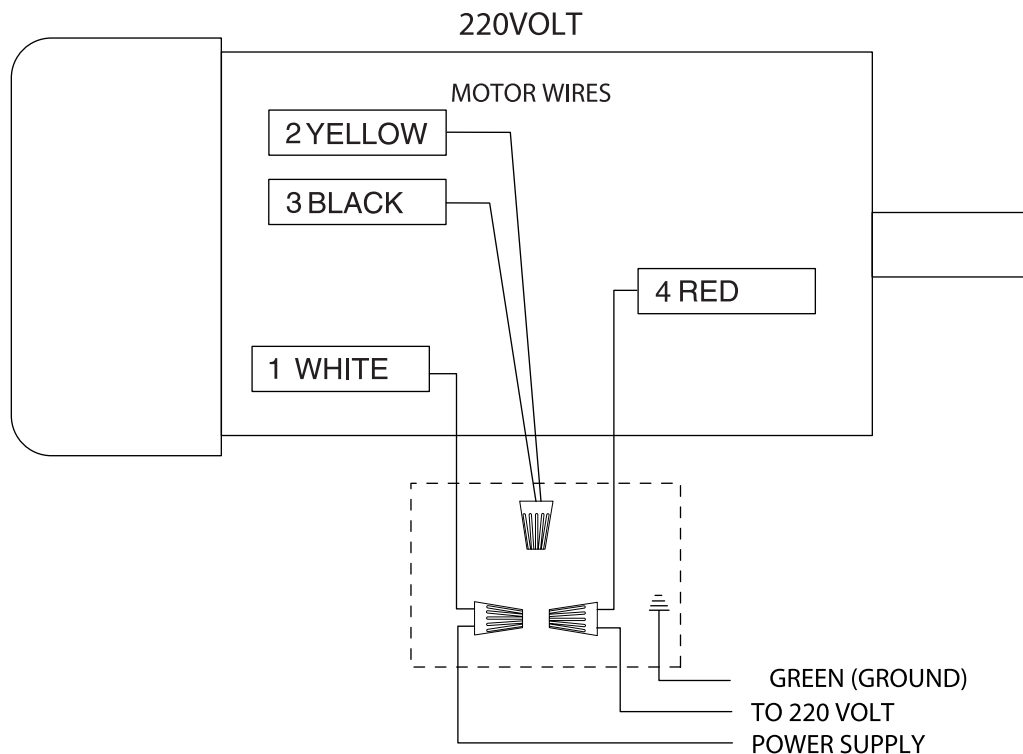 220VOLT
MOTOR WIRES
2 YELLOW
3 BLACK
4 RED
1 WHITE
GREEN (GROUND)
TO 220 VOLT
POWER SUPPLY